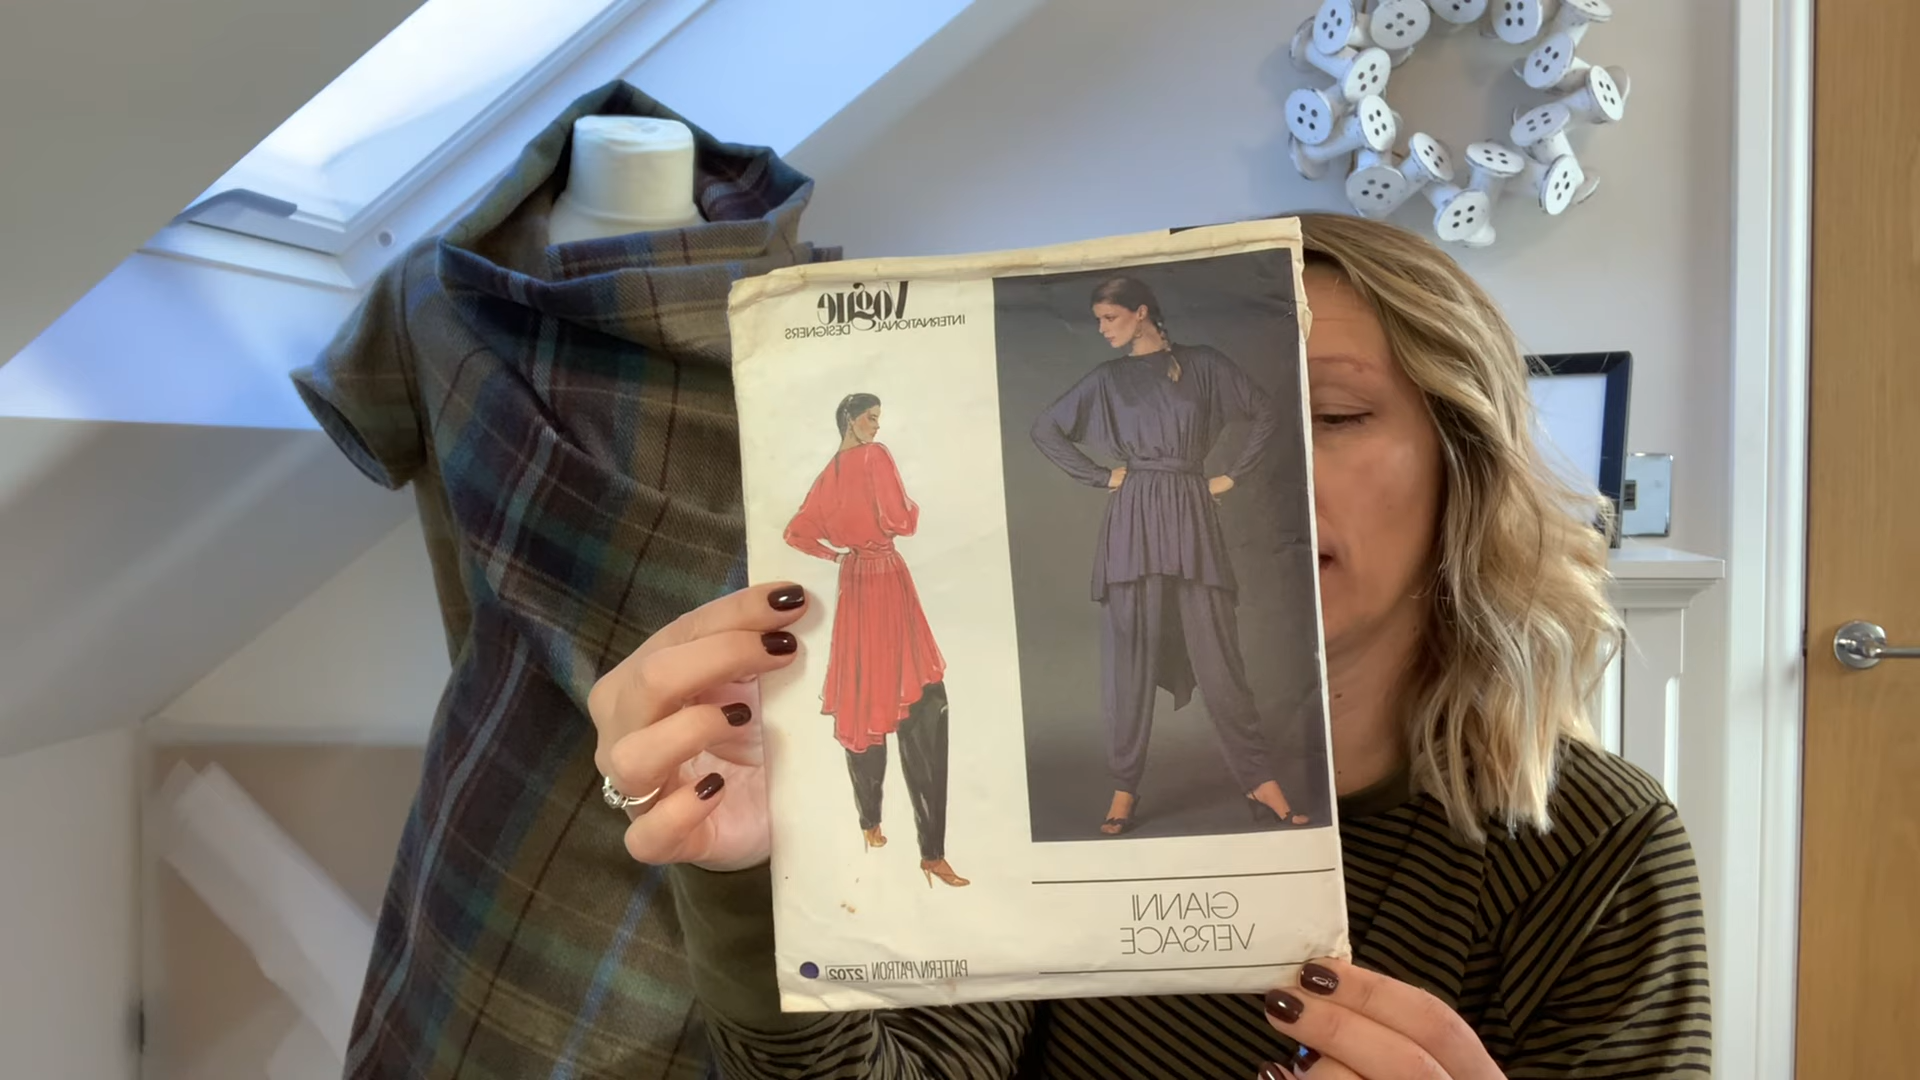 Vogue
INTERNATIONAL DESIGNERS
GIANNI
VERSACE
PATTERN/PATRON 2702